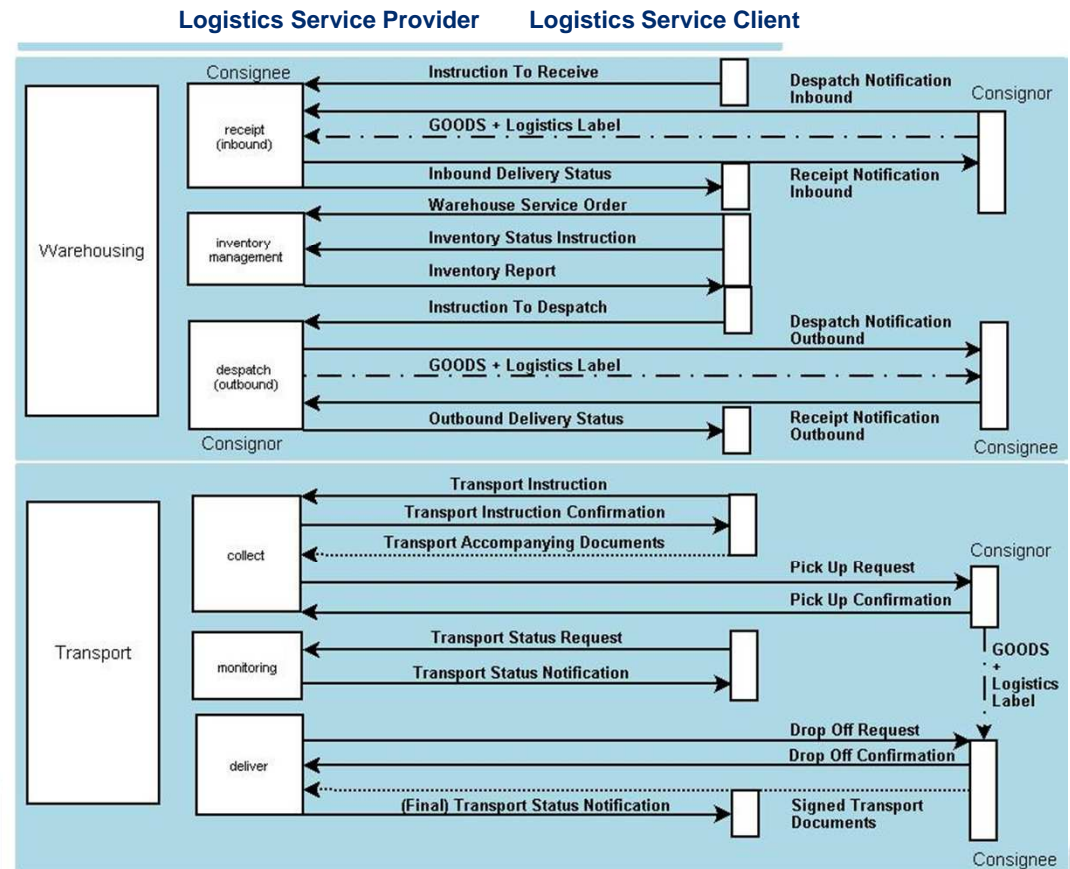 Logistics Service Provider Logistics Service Client
Consignee
Instruction To Receive
Despatch Notification
Inbound
Consignor
receipt
(inbound)
GOODS + Logistics Label
Inbound Delivery Status
Receipt Notification
Inbound
Warehouse Service Order
Warehousing
inventory
management
Inventory Status Instruction
Inventory Report
Instruction To Despatch
Despatch Notification
Outbound
despatch
(outbound)
GOODS + Logistics Label
Outbound Delivery Status
Receipt Notification
Outbound
Consignor
Consignee
Transport Instruction
Transport Instruction Confirmation
Transport Accompanying Documents
collect
Consignor
Pick Up Request
Pick Up Confirmation
Transport
monitoring
Transport Status Request
Transport Status Notification
GOODS
+
Logistics
Label
Drop Off Request
Drop Off Confirmation
deliver
(Final) Transport Status Notification
Signed Transport
Documents
Consignee